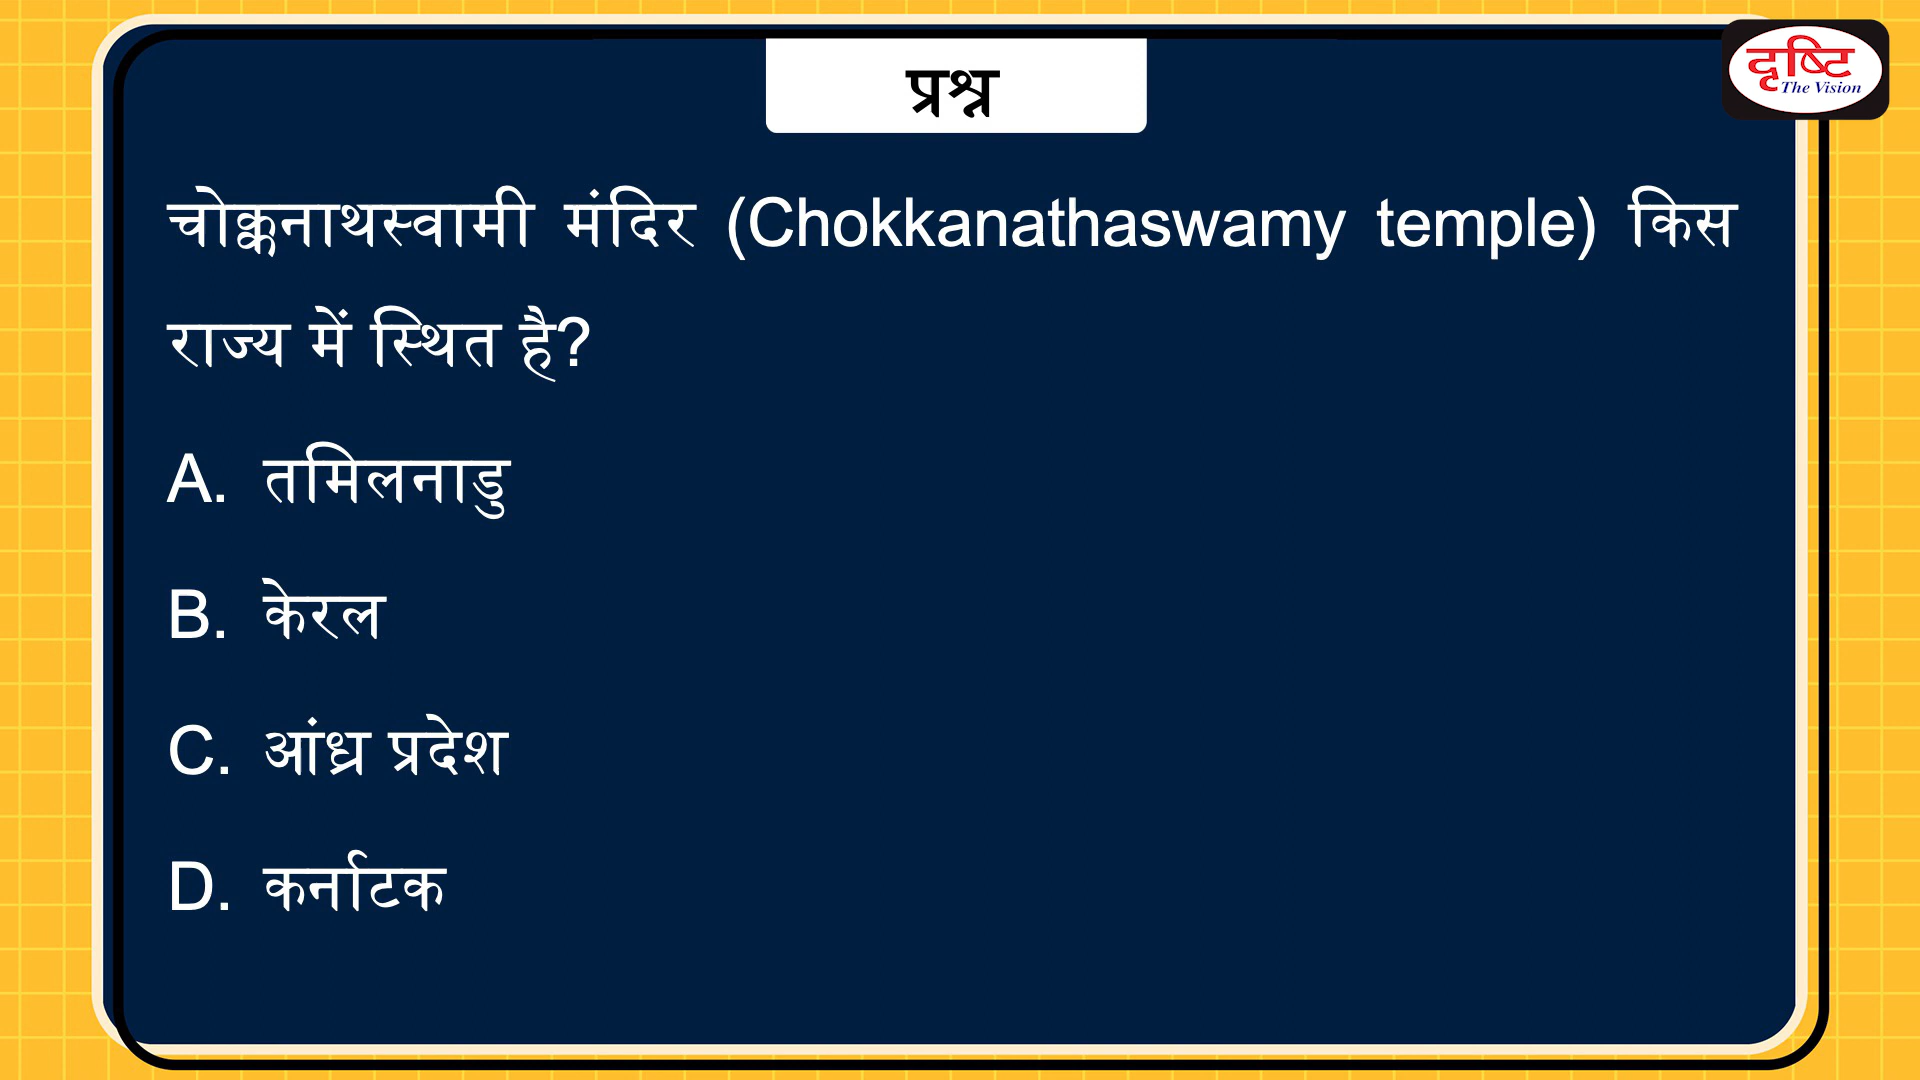 प्रश्न
दृष्टि
The Vision
चोक्कनाथस्वामी मंदिर (Chokkanathaswamy temple) किस
राज्य में स्थित है?
A. तमिलनाडु
B. केरल
C. आंध्र प्रदेश
D. कर्नाटक